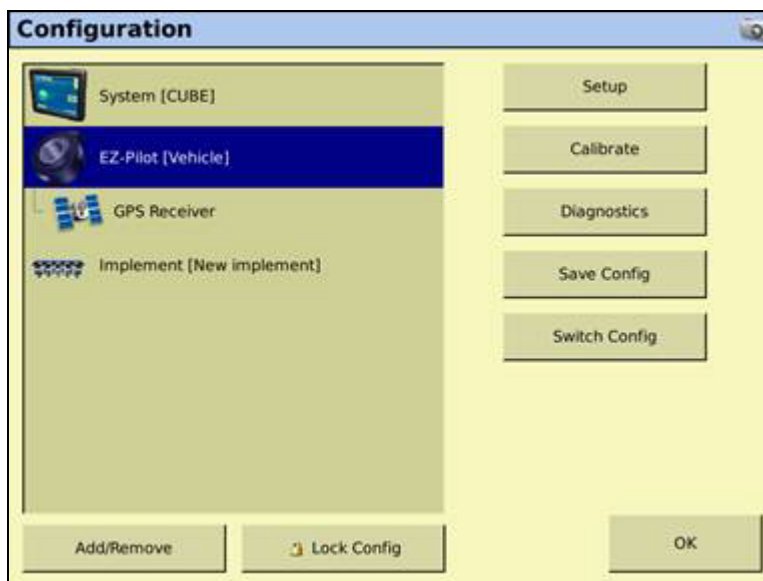 Configuration
System [CUBE]
EZ-Pilot [Vehicle]
GPS Receiver
Implement [New implement]
Setup
Calibrate
Diagnostics
Save Config
Switch Config
Add/Remove
Lock Config
OK